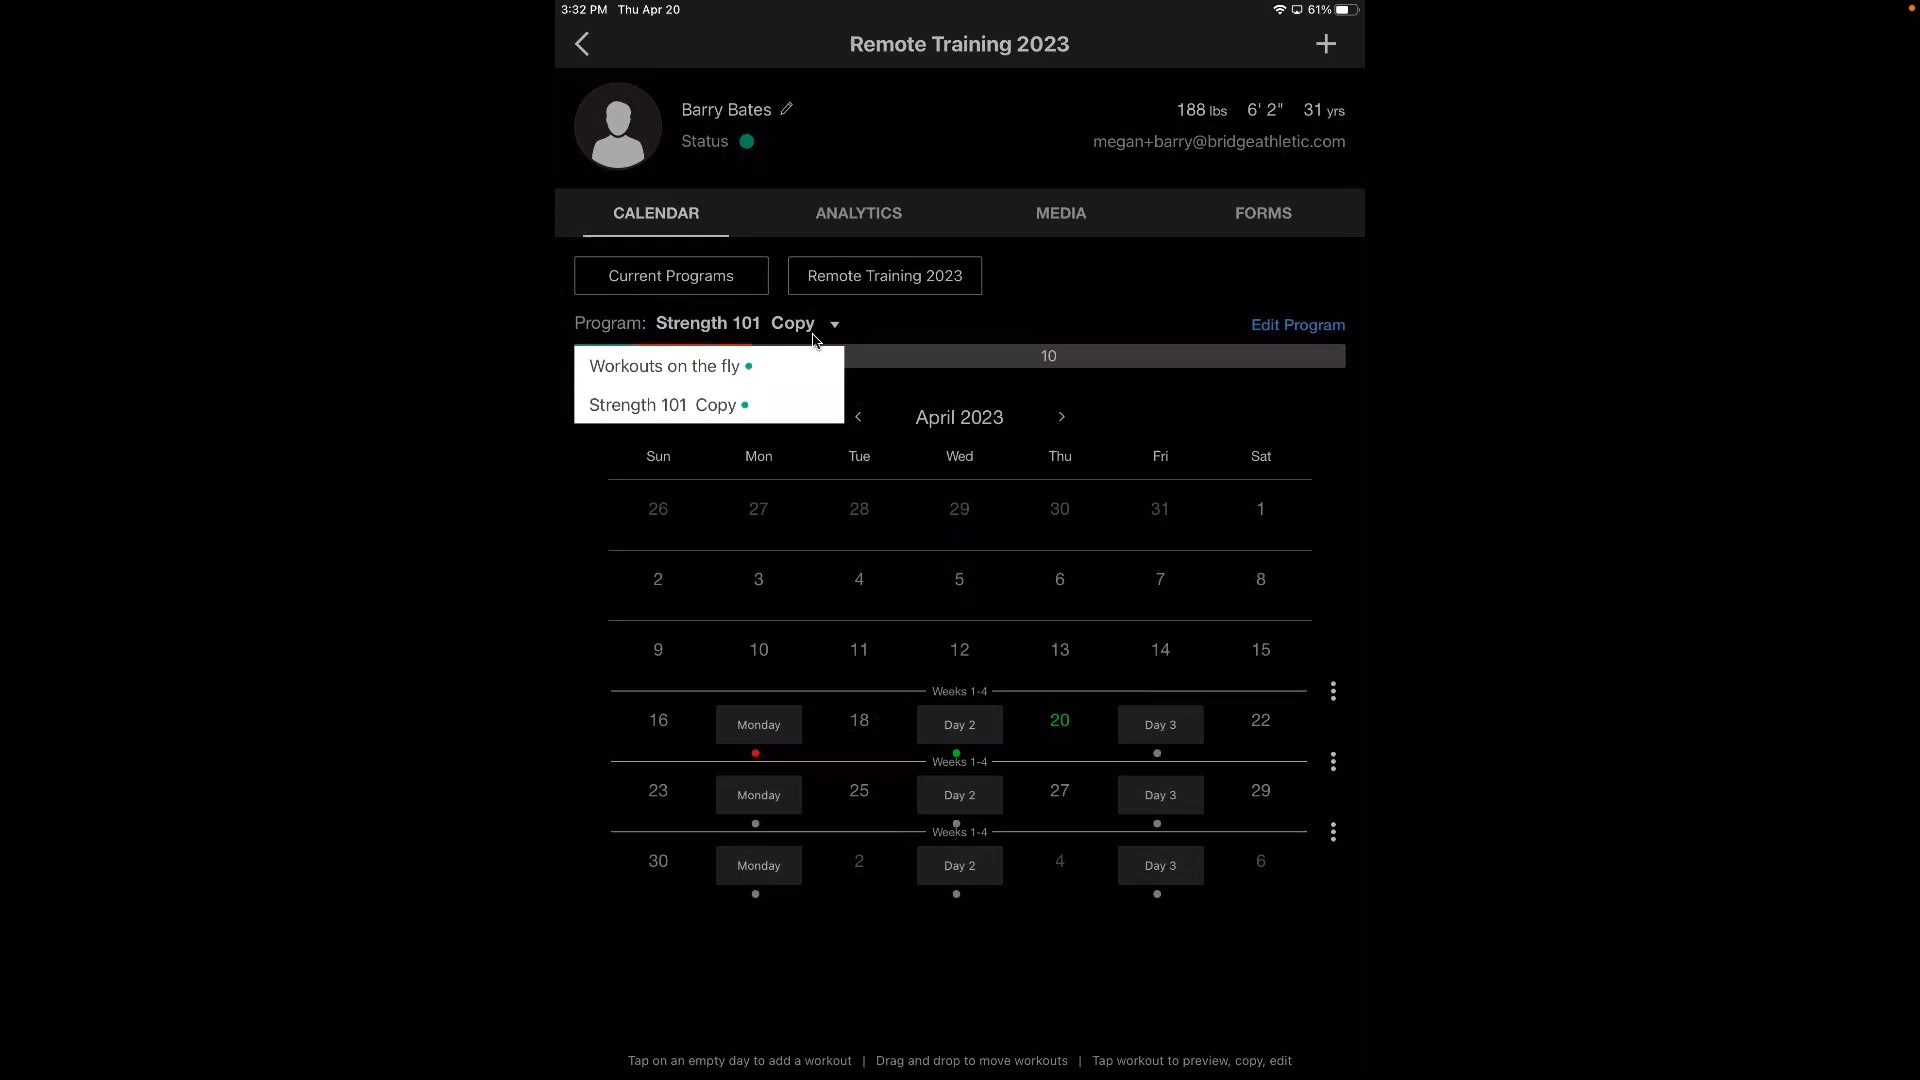 3:32 PM Thu Apr 20 61%
Remote Training 2023
Barry Bates 188 lbs 6' 2" 31 yrs
Status megan+barry@bridgeathletic.com
CALENDAR ANALYTICS MEDIA FORMS
Current Programs Remote Training 2023
Program: Strength 101 Copy Edit Program
10
Workouts on the fly
Strength 101 Copy
April 2023
Sun Mon Tue Wed Thu Fri Sat
26 27 28 29 30 31 1
2 3 4 5 6 7 8
9 10 11 12 13 14 15
Weeks 1-4
16 Monday 18 Day 2 20 Day 3 22
Weeks 1-4
23 Monday 25 Day 2 27 Day 3 29
Weeks 1-4
30 Monday 2 Day 2 4 Day 3 6
Tap on an empty day to add a workout | Drag and drop to move workouts | Tap workout to preview, copy, edit